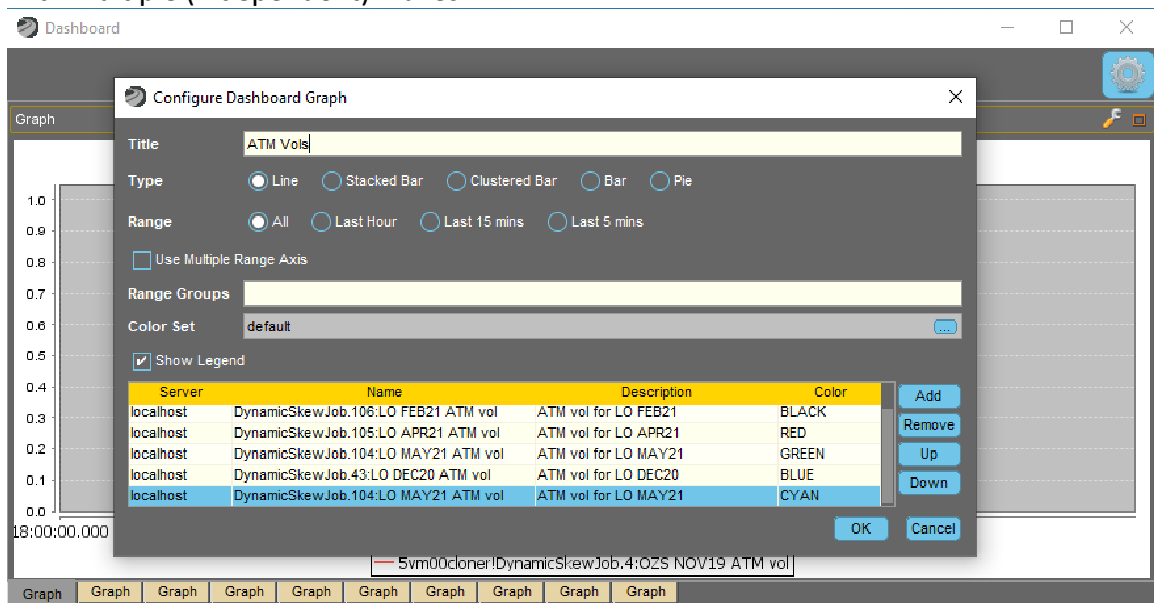 Dashboard
Graph
Configure Dashboard Graph
Title ATM Vols
Type Line Stacked Bar Clustered Bar Bar Pie
Range All Last Hour Last 15 mins Last 5 mins
Use Multiple Range Axis
Range Groups
Color Set default ...
Show Legend
Server Name Description Color
localhost DynamicSkewJob.106:LO FEB21 ATM vol ATM vol for LO FEB21 BLACK
localhost DynamicSkewJob.105:LO APR21 ATM vol ATM vol for LO APR21 RED
localhost DynamicSkewJob.104:LO MAY21 ATM vol ATM vol for LO MAY21 GREEN
localhost DynamicSkewJob.43:LO DEC20 ATM vol ATM vol for LO DEC20 BLUE
localhost DynamicSkewJob.104:LO MAY21 ATM vol ATM vol for LO MAY21 CYAN
Add
Remove
Up
Down
OK Cancel
1.0
0.9
0.8
0.7
0.6
0.5
0.4
0.3
0.2
0.1
0.0
18:00:00.000
5vm00cloner!DynamicSkewJob.4:OZS NOV19 ATM vol
Graph Graph Graph Graph Graph Graph Graph Graph Graph Graph